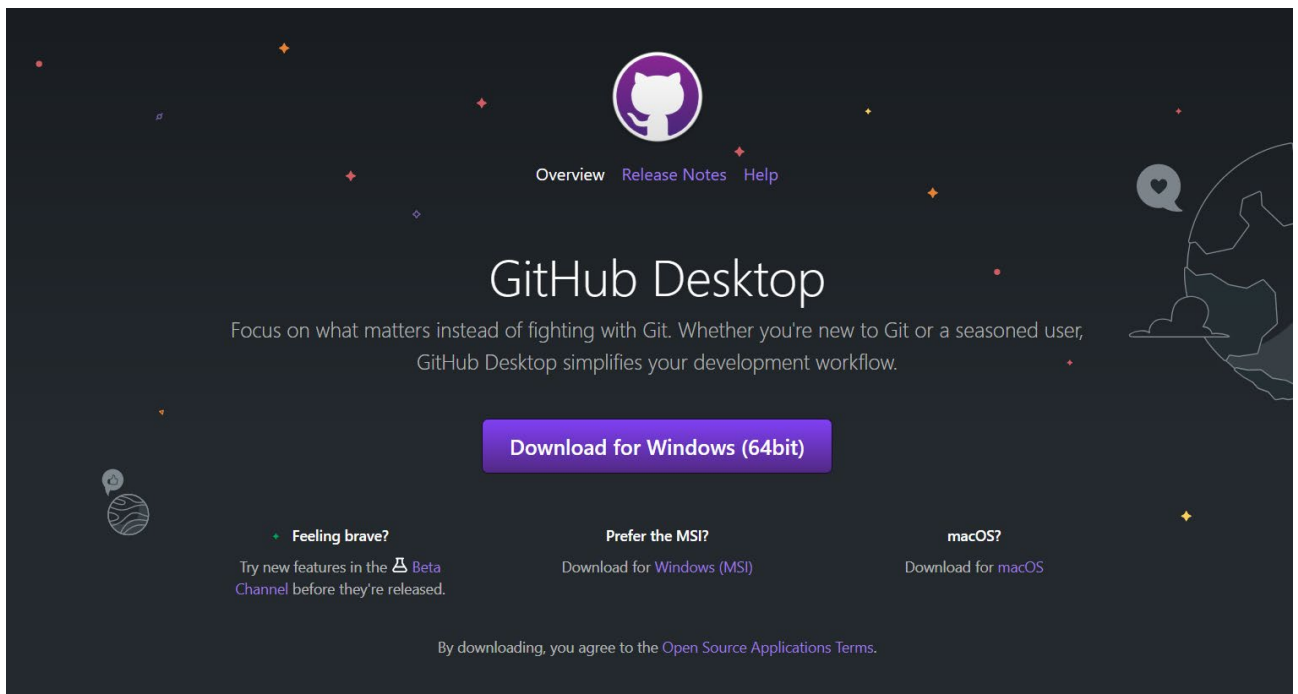 Overview Release Notes Help
GitHub Desktop
Focus on what matters instead of fighting with Git. Whether you're new to Git or a seasoned user,
GitHub Desktop simplifies your development workflow.
Download for Windows (64bit)
Feeling brave?
Try new features in the Beta
Channel before they're released.
Prefer the MSI?
Download for Windows (MSI)
macOS?
Download for macOS
By downloading, you agree to the Open Source Applications Terms.